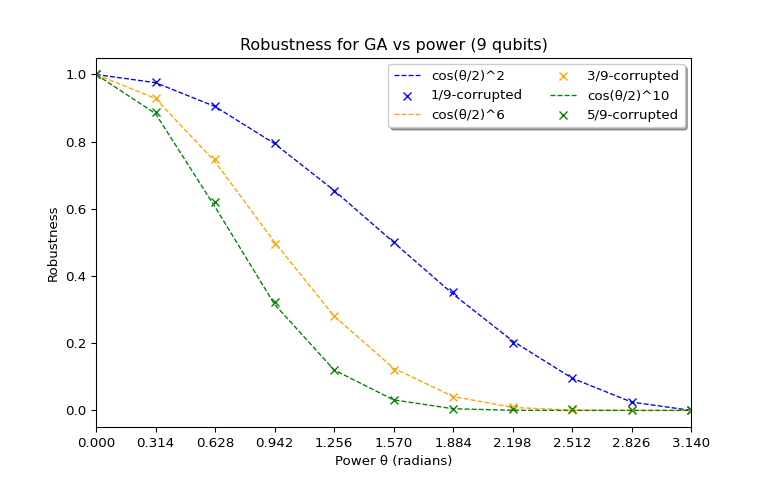 Robustness for GA vs power (9 qubits)
cos(θ/2)^2
1/9-corrupted
cos(θ/2)^6
3/9-corrupted
cos(θ/2)^10
5/9-corrupted
Robustness
1.0
0.8
0.6
0.4
0.2
0.0
0.000 0.314 0.628 0.942 1.256 1.570 1.884 2.198 2.512 2.826 3.140
Power θ (radians)